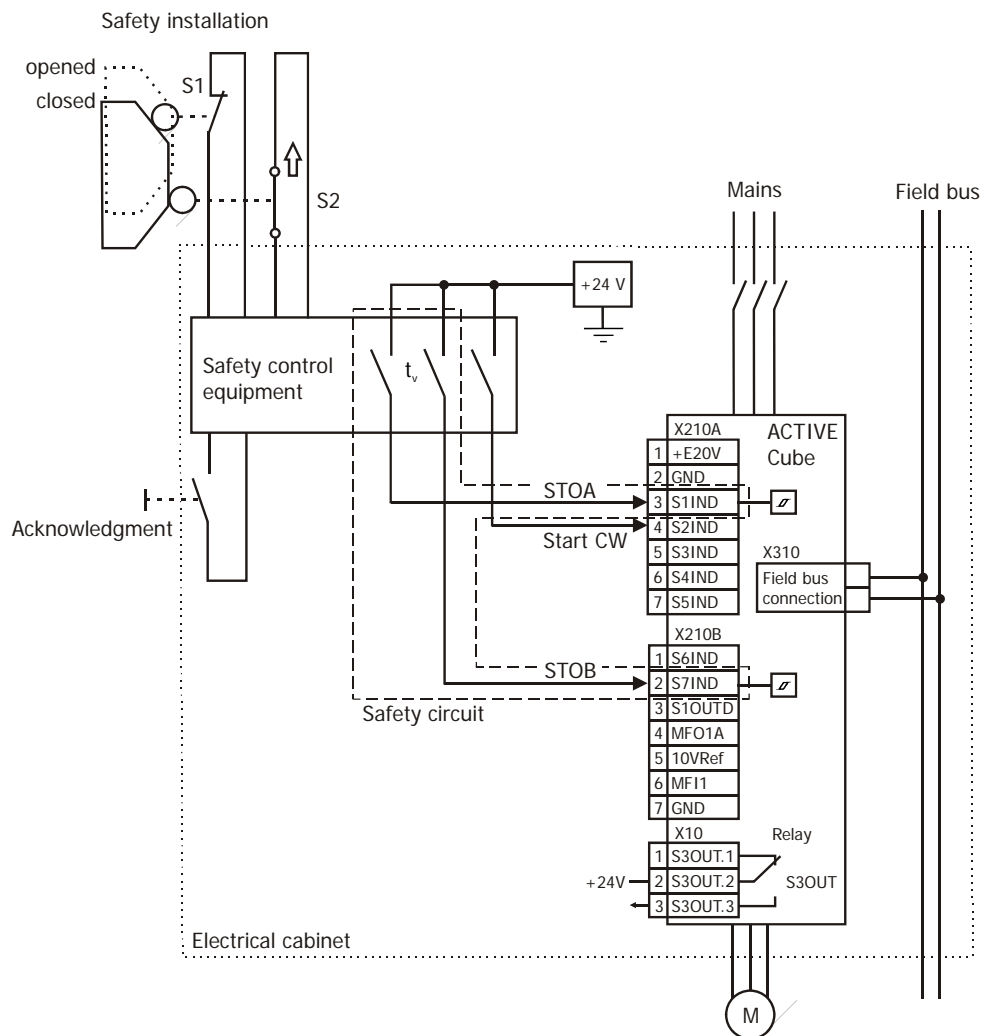 Safety installation
opened
closed
S1
S2
Mains
Field bus
+24 V
Safety control
equipment
tv
Acknowledgment
X210A
ACTIVE
Cube
1 +E20V
2 GND
STOA
3 S1IND
4 S2IND
Start CW
5 S3IND
6 S4IND
7 S5IND
X310
Field bus
connection
X210B
1 S6IND
STOB
2 S7IND
Safety circuit
3 S1OUTD
4 MFO1A
5 10VRef
6 MFI1
7 GND
X10
Relay
1 S3OUT.1
+24V
2 S3OUT.2
S3OUT
3 S3OUT.3
Electrical cabinet
M